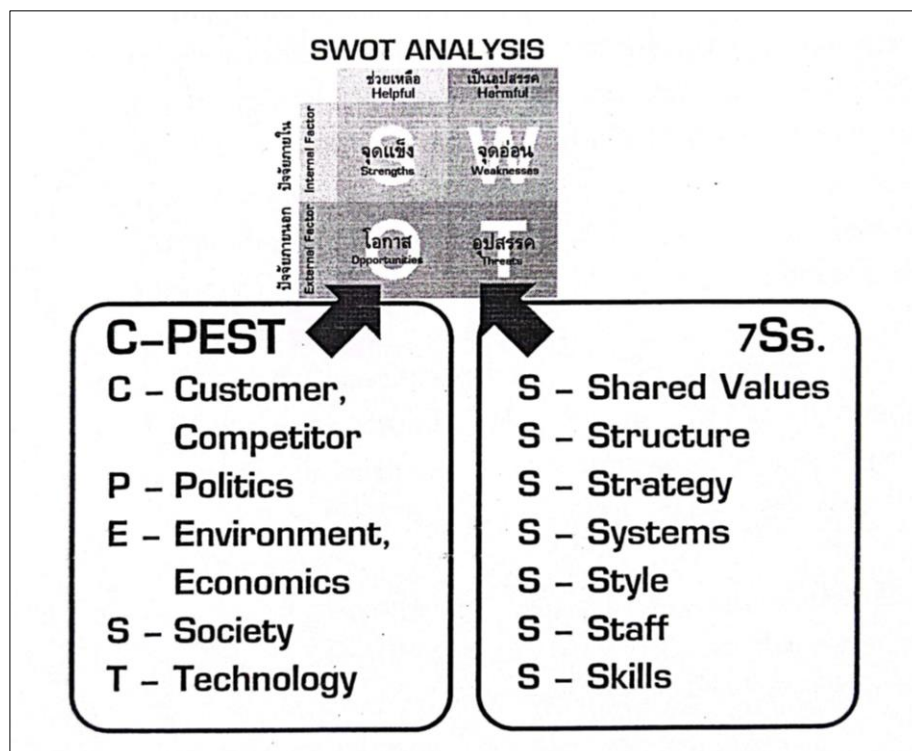 SWOT ANALYSIS
ช่วยเหลือ
Helpful
เป็นอุปสรรค
Harmful
ปัจจัยภายใน
Internal Factor
S
จุดแข็ง
Strengths
W
จุดอ่อน
Weaknesses
ปัจจัยภายนอก
External Factor
O
โอกาส
Opportunities
T
อุปสรรค
Threats
C-PEST
C – Customer,
Competitor
P – Politics
E – Environment,
Economics
S – Society
T – Technology
7Ss.
S – Shared Values
S – Structure
S – Strategy
S – Systems
S – Style
S – Staff
S – Skills